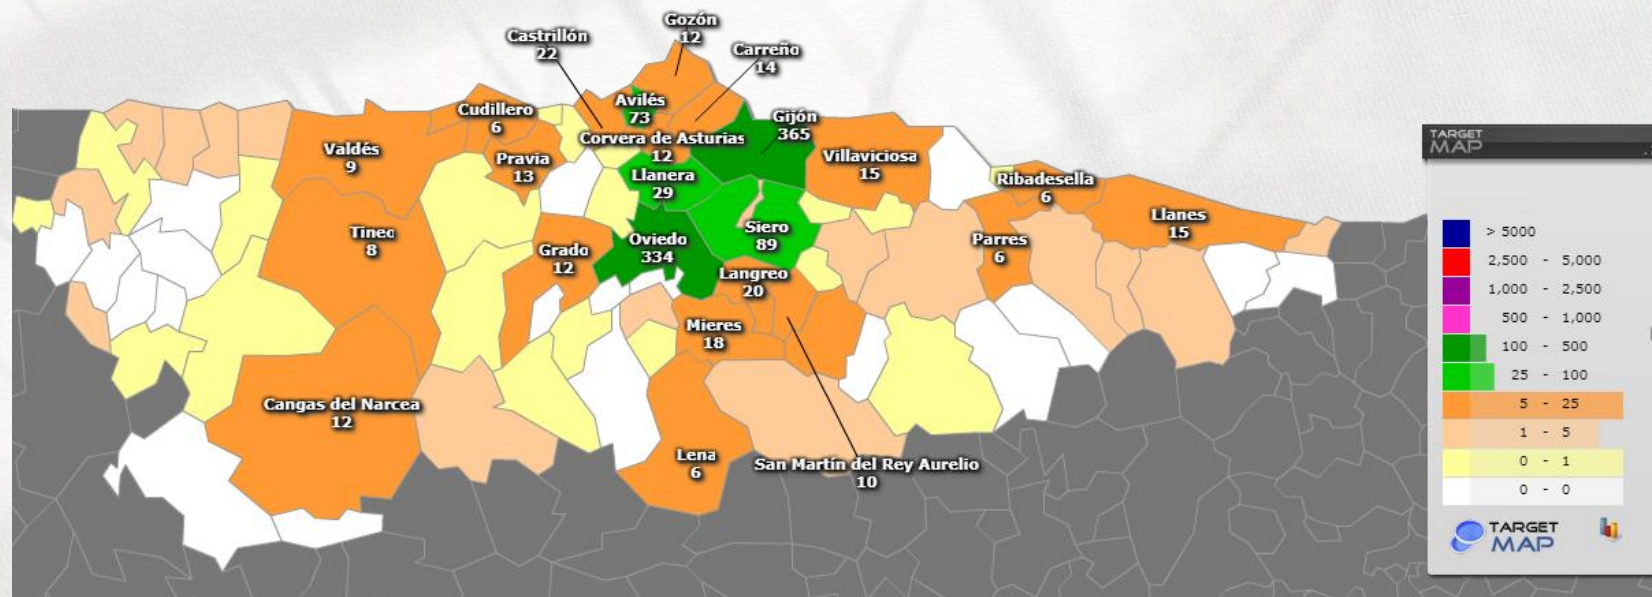 Gozón
12
Castrillón
22
Carreño
14
Avilés
73
Cudillero
6
Gijón
365
Corvera de Asturias
12
Valdés
9
Pravia
13
Villaviciosa
15
Llanera
29
Ribadesella
6
Llanes
15
Tineo
8
Grado
12
Oviedo
334
Siero
89
Parres
6
Langreo
20
Mieres
18
Cangas del Narcea
12
Lena
6
San Martín del Rey Aurelio
10
TARGET
MAP
> 5000
2,500 - 5,000
1,000 - 2,500
500 - 1,000
100 - 500
25 - 100
5 - 25
1 - 5
0 - 1
0 - 0
TARGET
MAP